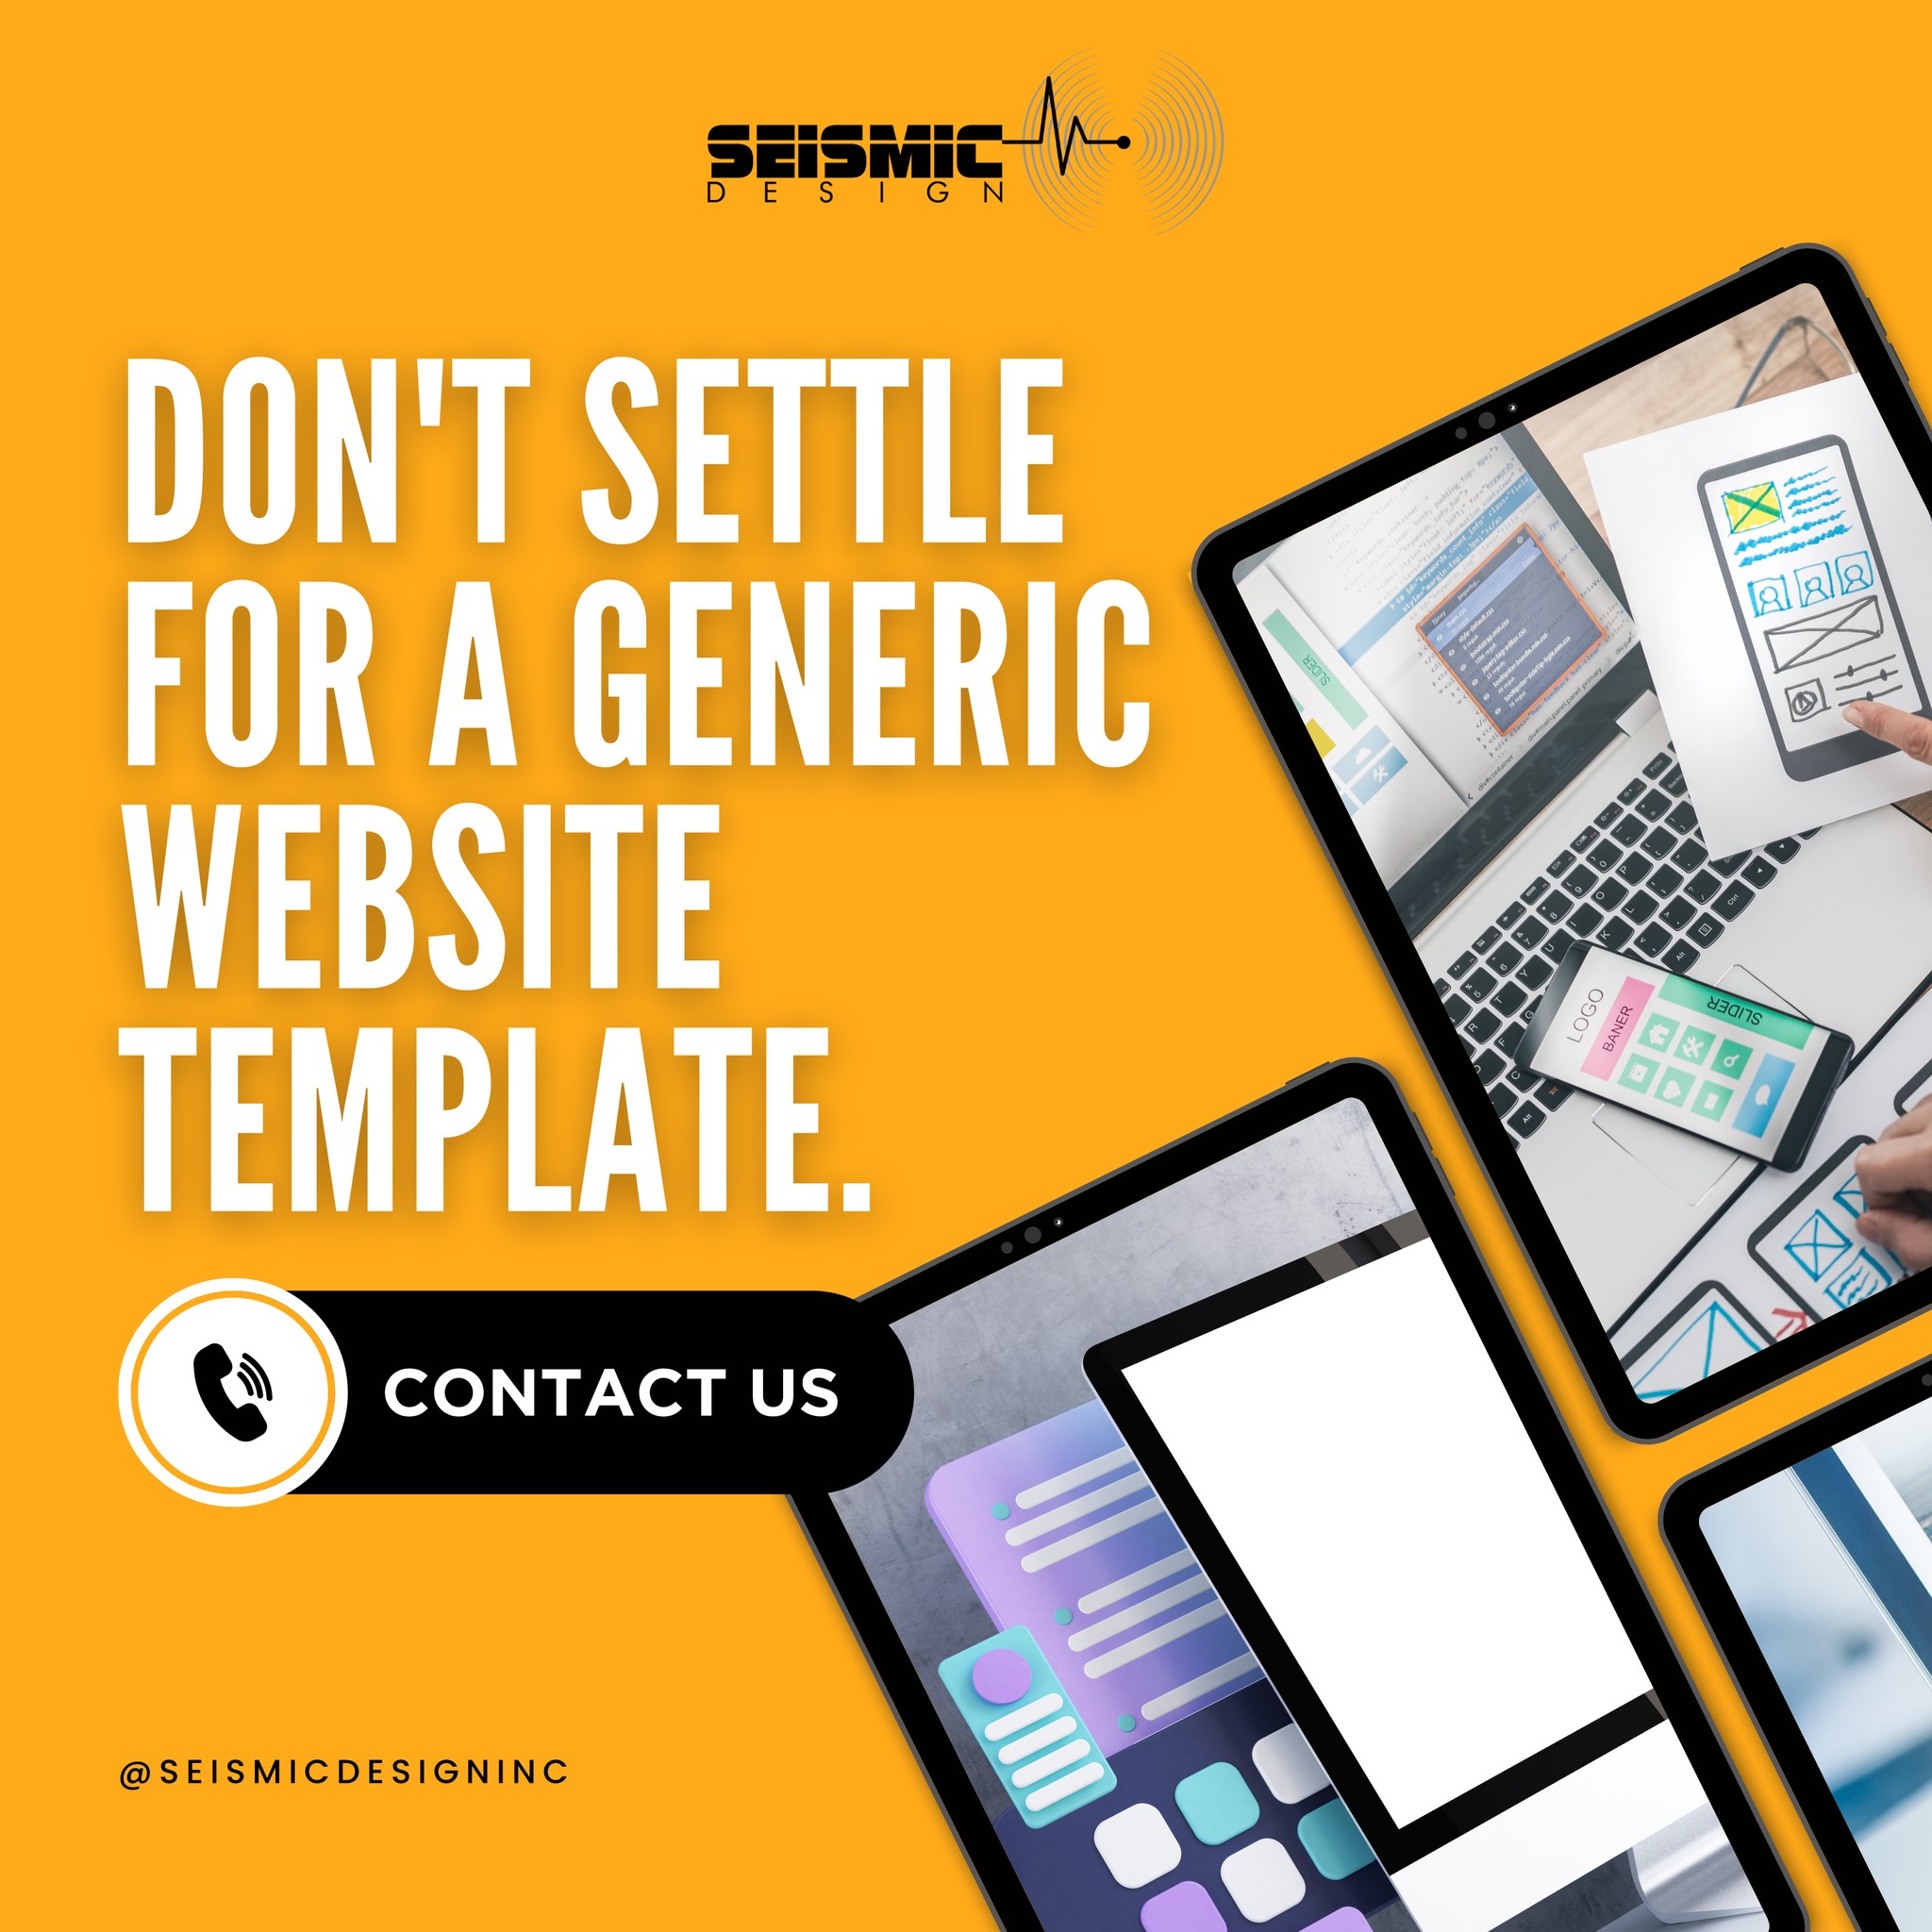 SEISMIC
DESIGN
DON'T SETTLE
FOR A GENERIC
WEBSITE
TEMPLATE.
CONTACT US
@SEISMICDESIGNINC
SLIDER
LOGO
BANER
SLIDER